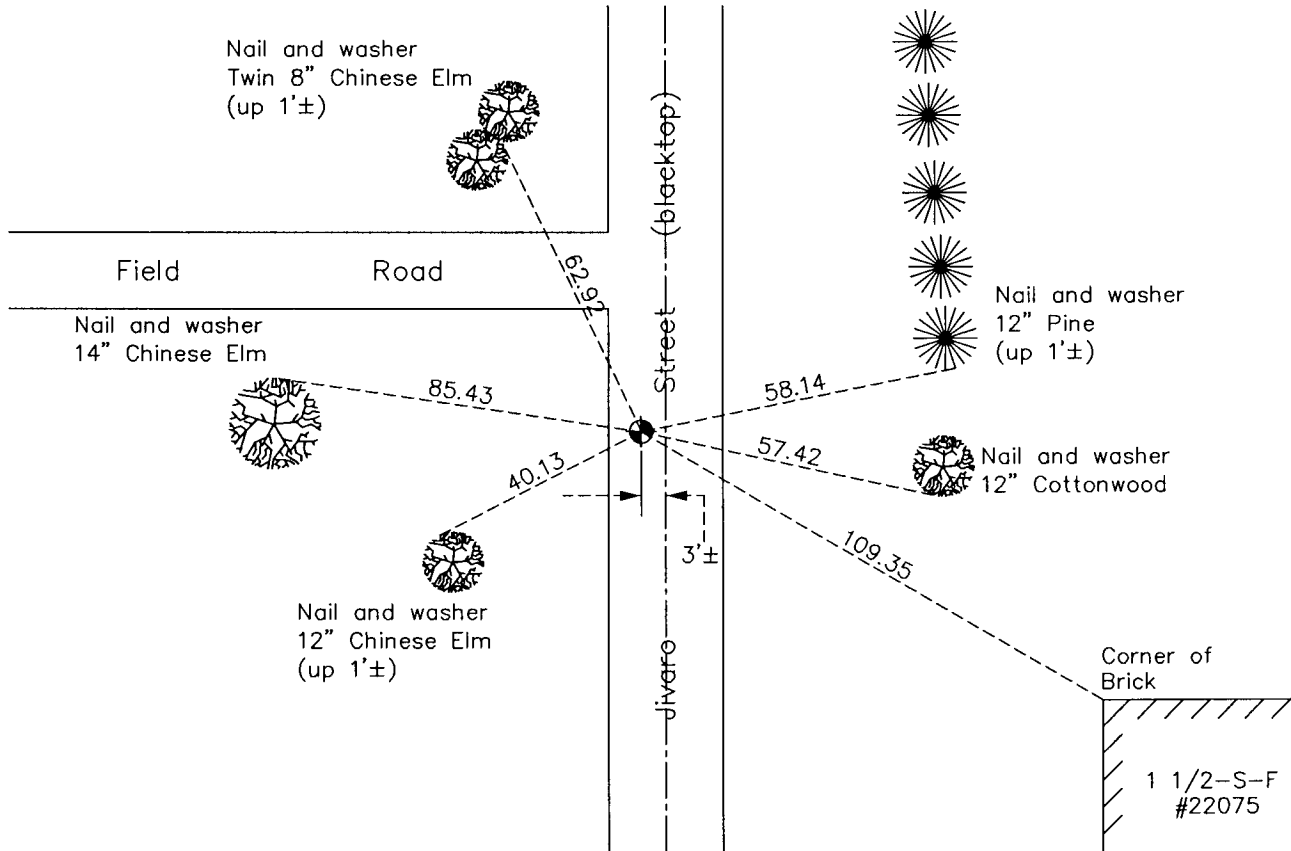 Nail and washer
Twin 8" Chinese Elm
(up 1'±)
(blacktop)
Street
Jivaro
62.92
Field Road
Nail and washer
14" Chinese Elm
85.43
40.13
Nail and washer
12" Chinese Elm
(up 1'±)
Nail and washer
12" Pine
(up 1'±)
58.14
57.42
Nail and washer
12" Cottonwood
3'±
109.35
Corner of
Brick
1 1/2-S-F
#22075